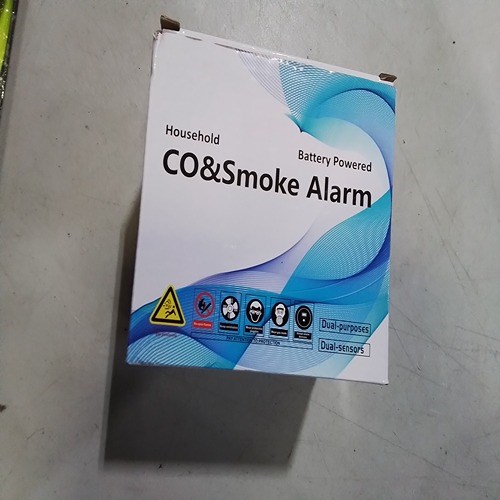 Household
Battery Powered
CO&Smoke Alarm
Dual-purposes
Dual-sensors